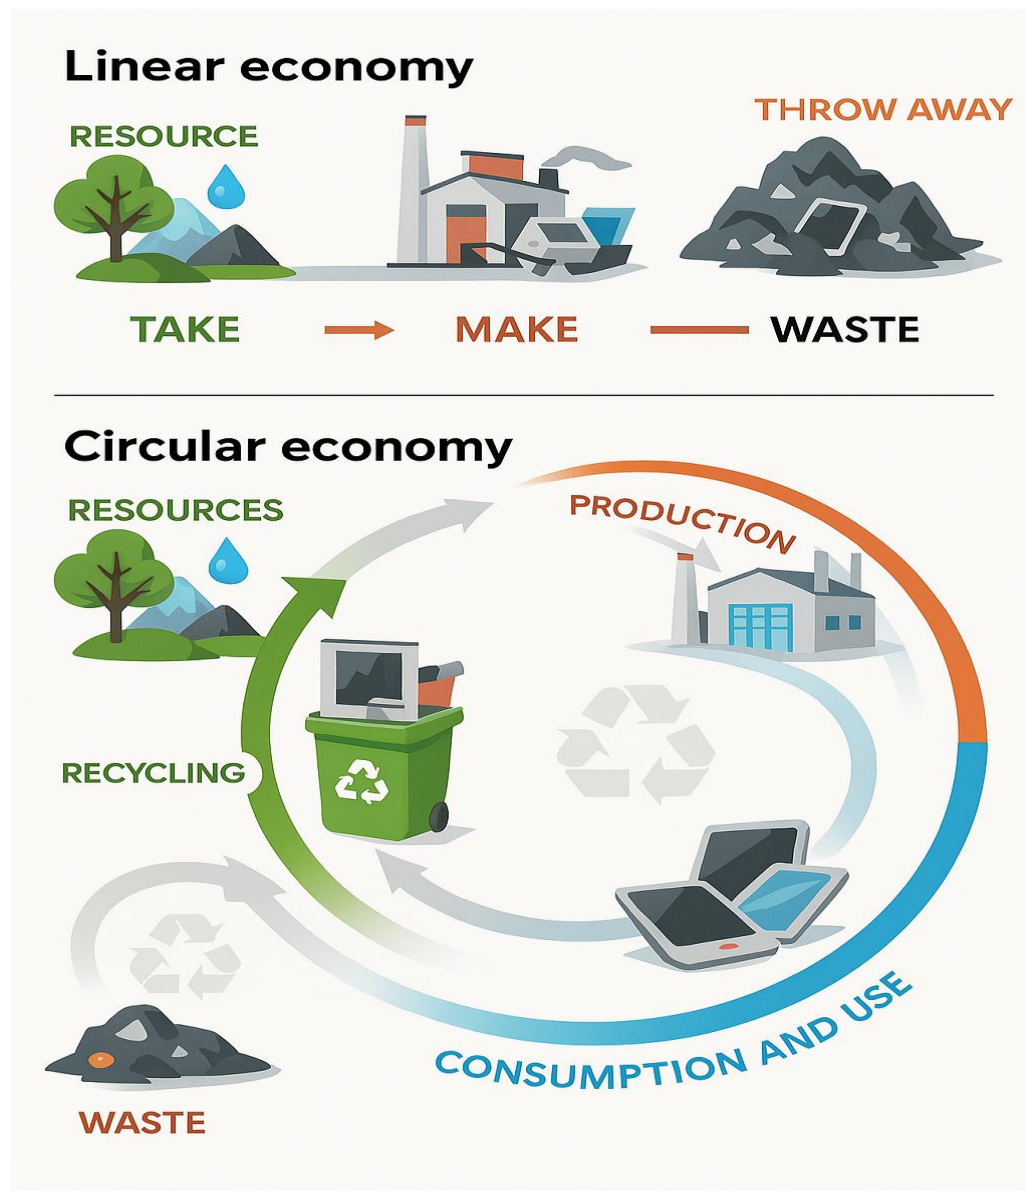 Linear economy
RESOURCE
THROW AWAY
TAKE
MAKE
WASTE
Circular economy
RESOURCES
PRODUCTION
RECYCLING
CONSUMPTION AND USE
WASTE